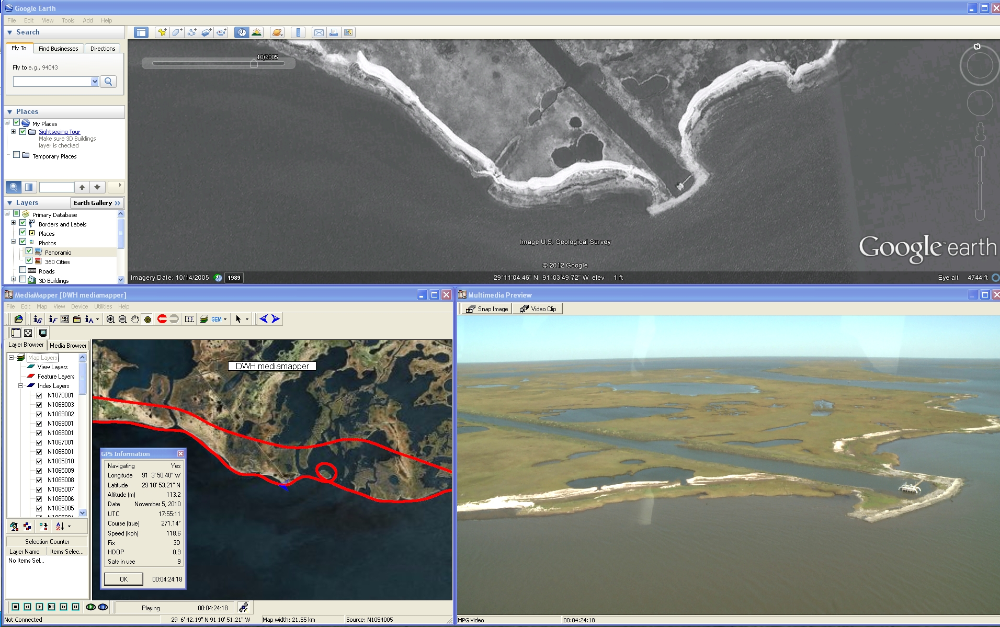 Google Earth
File Edit View Tools Add Help
Search
Fly To Find Businesses Directions
Fly to e.g., 94043
Places
My Places
Sightseeing Tour
Make sure 3D Buildings
layer is checked
Temporary Places
Layers Earth Gallery >>
Primary Database
Borders and Labels
Places
Photos
Panoramio
360 Cities
Roads
3D Buildings
10/2005
N
Image U.S. Geological Survey
© 2012 Google
Google earth
Imagery Date: 10/14/2005 1989 29°11'04.46" N 91°03'49.72" W elev 1 ft Eye alt 4744 ft
MediaMapper [DWH mediamapper]
File Edit Map View Device Utilities Help
GEM
Layer Browser Media Browser
Map Layers
View Layers
Feature Layers
Index Layers
N1070001
N1069003
N1069002
N1069001
N1068001
N1067001
N1066001
N1065010
N1065009
N1065008
N1065007
N1065006
N1065005
Selection Counter
Layer Name Items Selec...
No Items Sel...
DWH mediamapper
GPS Information
Navigating Yes
Longitude 91 3' 50.40" W
Latitude 29 10' 53.21" N
Altitude (m) 113.2
Date November 5, 2010
UTC 17:55:11
Course (true) 271.14°
Speed (kph) 118.6
Fix 3D
HDOP 0.9
Sats in use 9
OK 00:04:24:18
Playing 00:04:24:18
Not Connected 29 6' 42.19" N 91 10' 51.21" W Map width: 21.55 km Source: N1054005
Multimedia Preview
Snap Image Video Clip
MPG Video 00:04:24:18